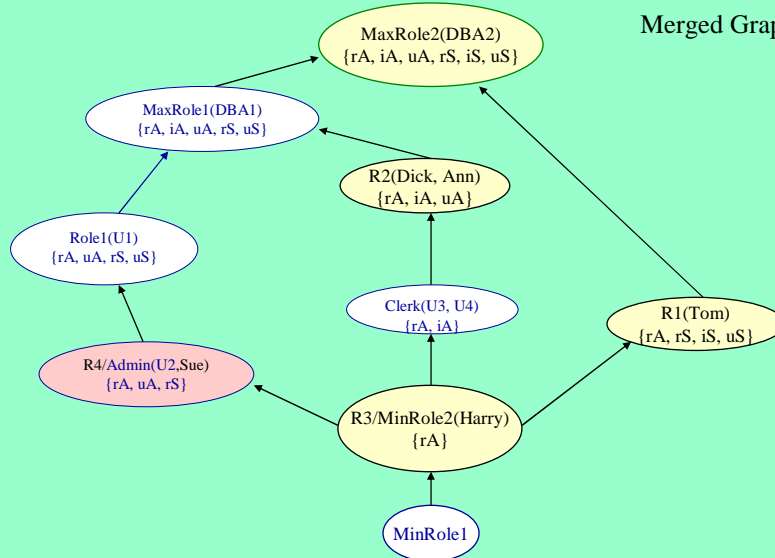 Merged Grap
MaxRole2(DBA2)
{rA, iA, uA, rS, iS, uS}
MaxRole1(DBA1)
{rA, iA, uA, rS, uS}
R2(Dick, Ann)
{rA, iA, uA}
Role1(U1)
{rA, uA, rS, uS}
Clerk(U3, U4)
{rA, iA}
R1(Tom)
{rA, rS, iS, uS}
R4/Admin(U2,Sue)
{rA, uA, rS}
R3/MinRole2(Harry)
{rA}
MinRole1